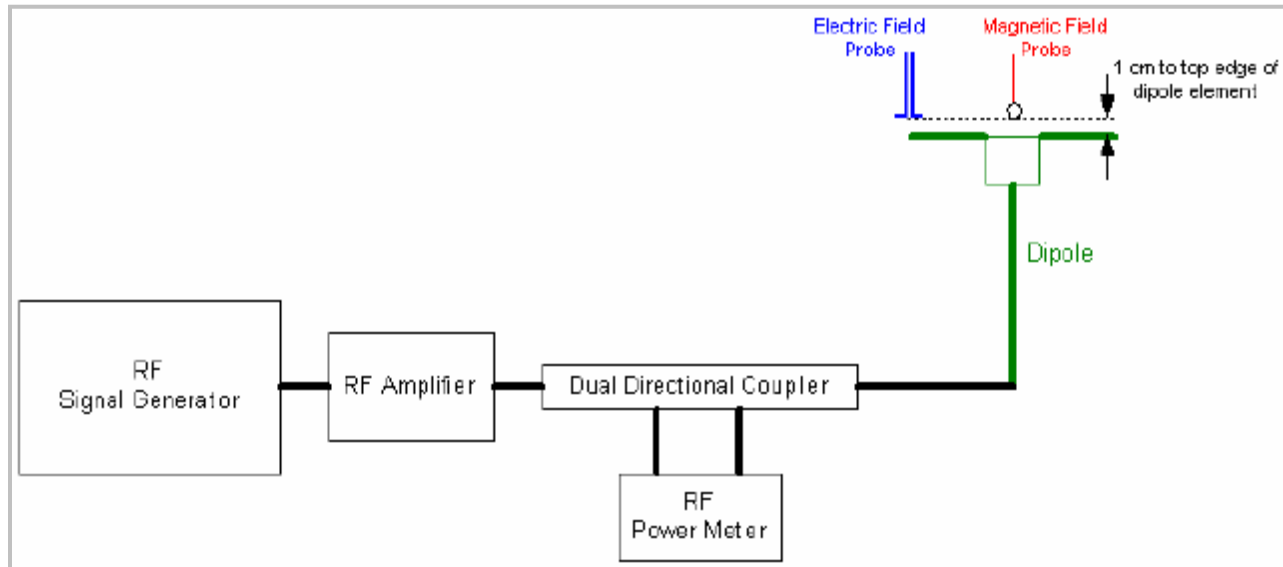 Electric Field
Probe
Magnetic Field
Probe
1 cm to top edge of
dipole element
Dipole
RF
Signal Generator
RF Amplifier
Dual Directional Coupler
RF
Power Meter